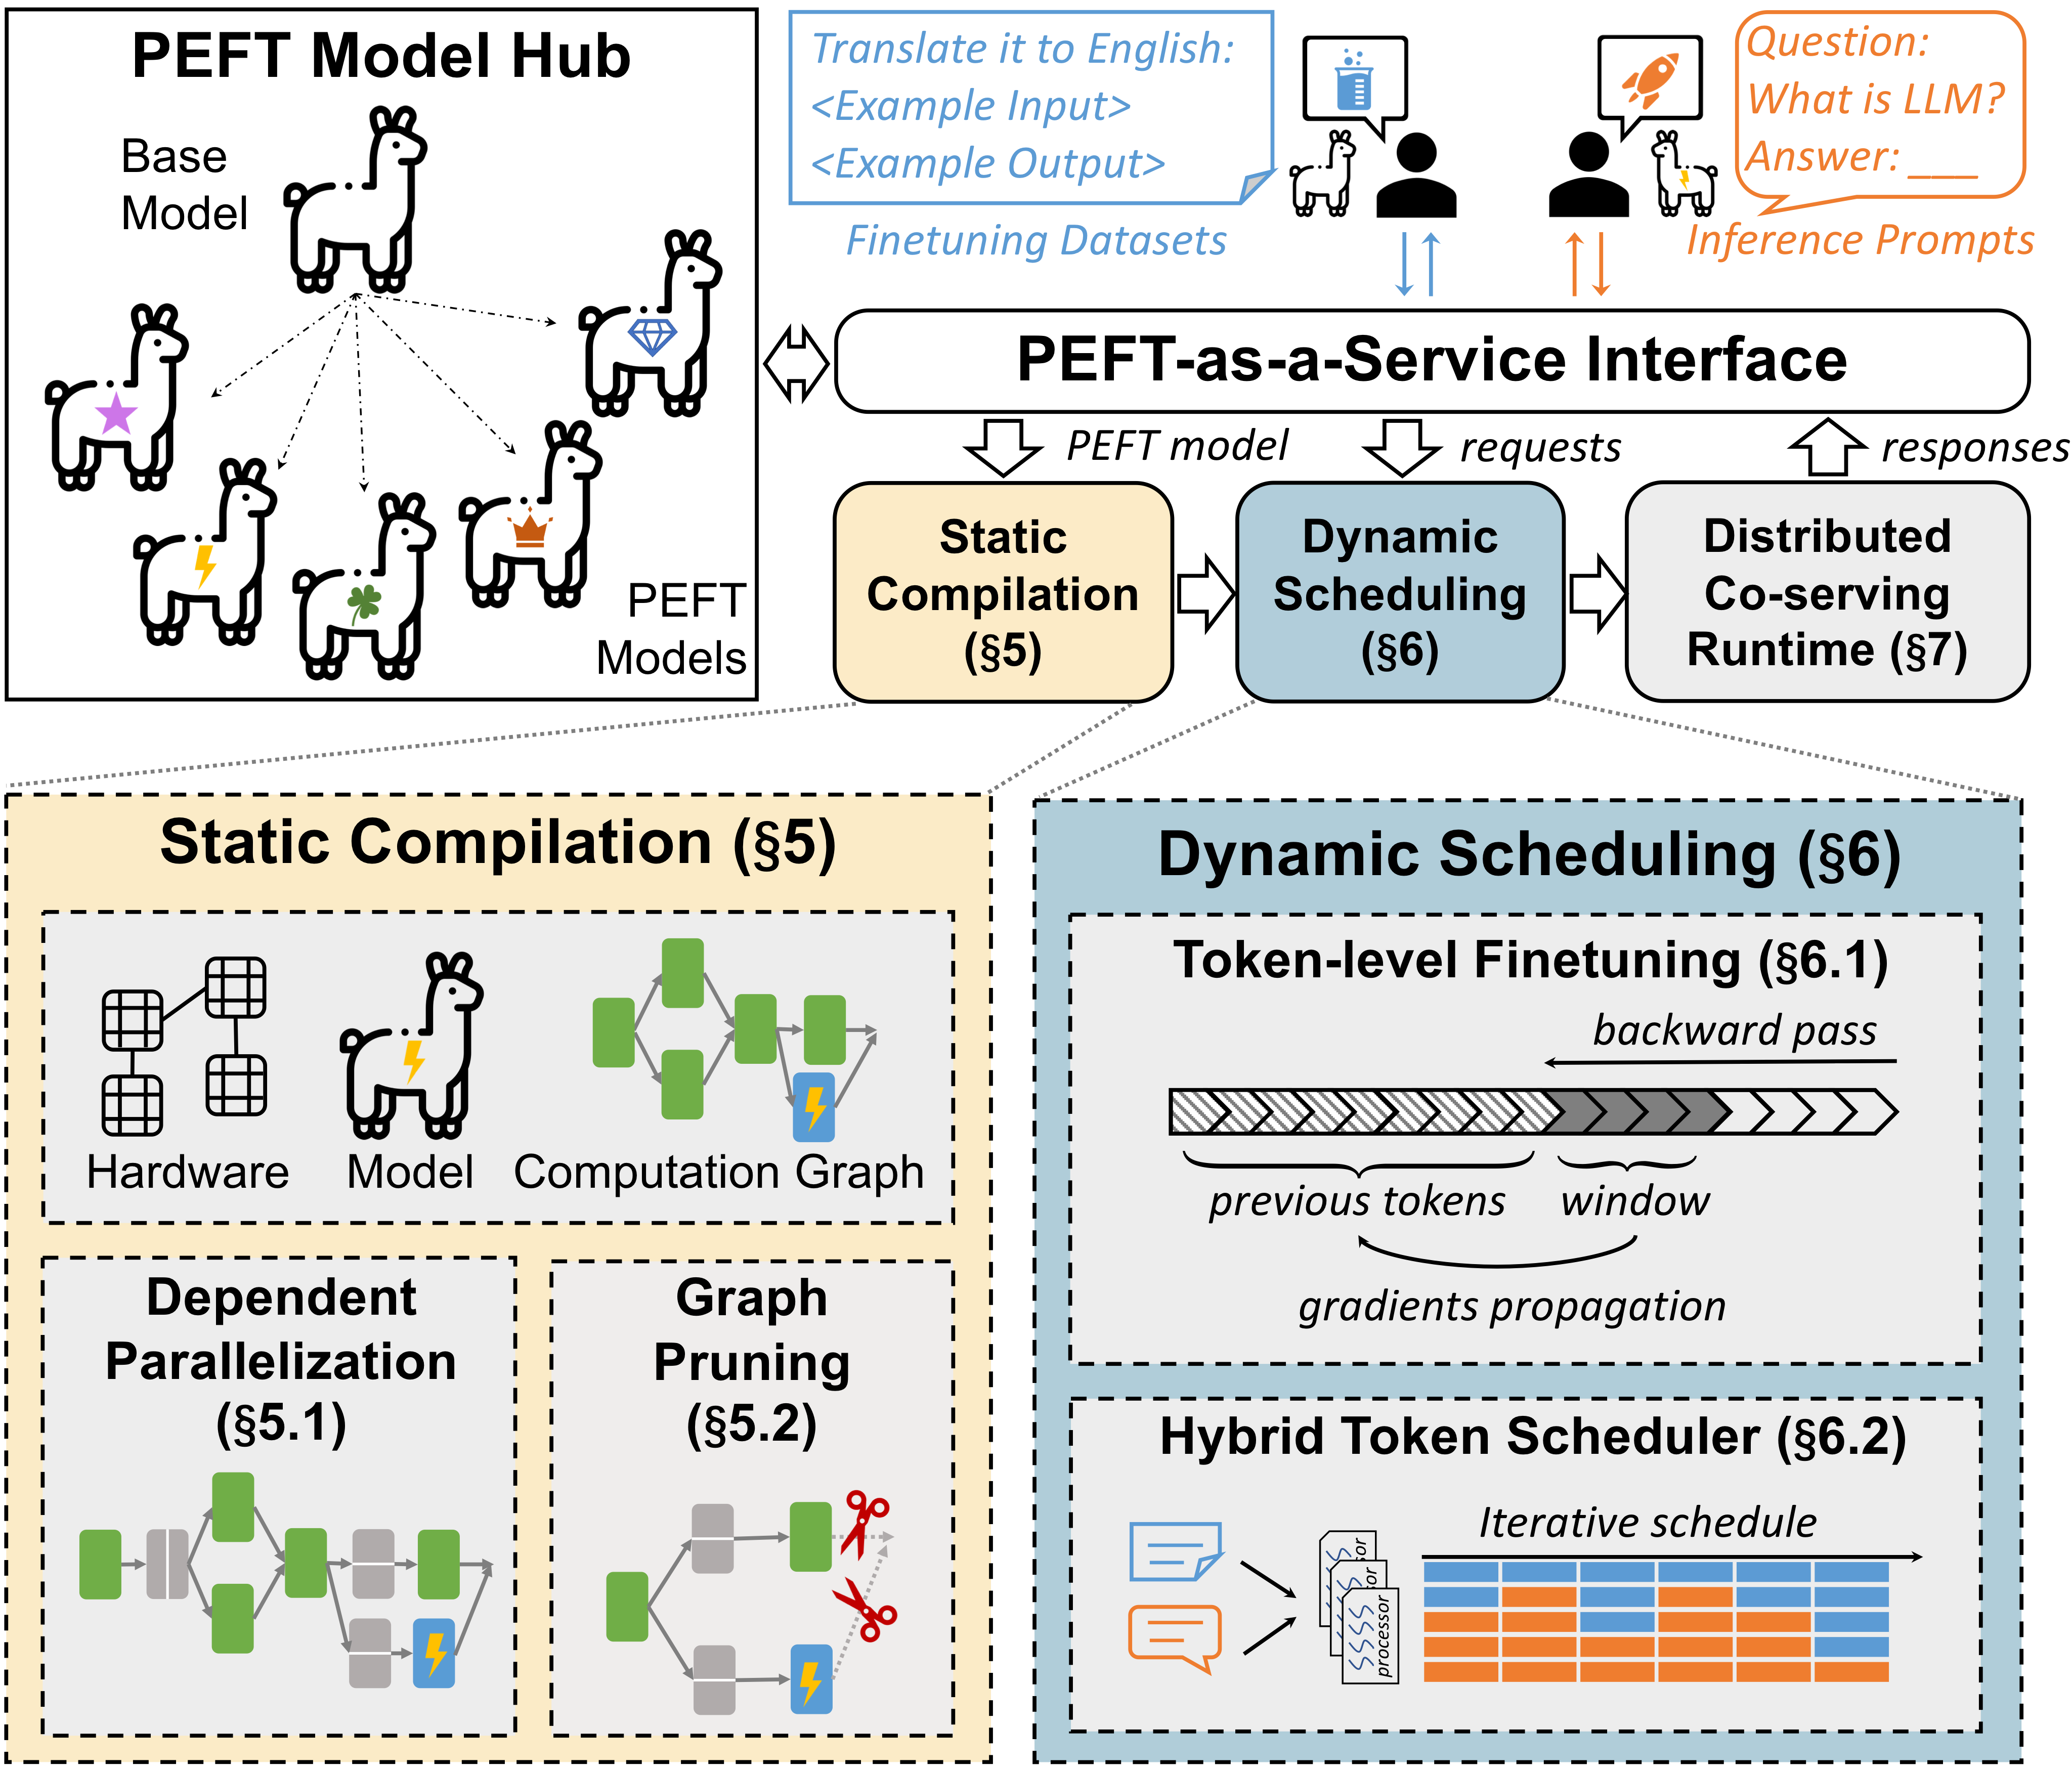 PEFT Model Hub
Base
Model
PEFT
Models
Translate it to English:
<Example Input>
<Example Output>
Finetuning Datasets
Question:
What is LLM?
Answer: ___
Inference Prompts
PEFT-as-a-Service Interface
PEFT model
requests
responses
Static
Compilation
(§5)
Dynamic
Scheduling
(§6)
Distributed
Co-serving
Runtime (§7)
Static Compilation (§5)
Hardware
Model
Computation Graph
Dependent
Parallelization
(§5.1)
Graph
Pruning
(§5.2)
Dynamic Scheduling (§6)
Token-level Finetuning (§6.1)
backward pass
previous tokens
window
gradients propagation
Hybrid Token Scheduler (§6.2)
Iterative schedule
sor
sor
processor